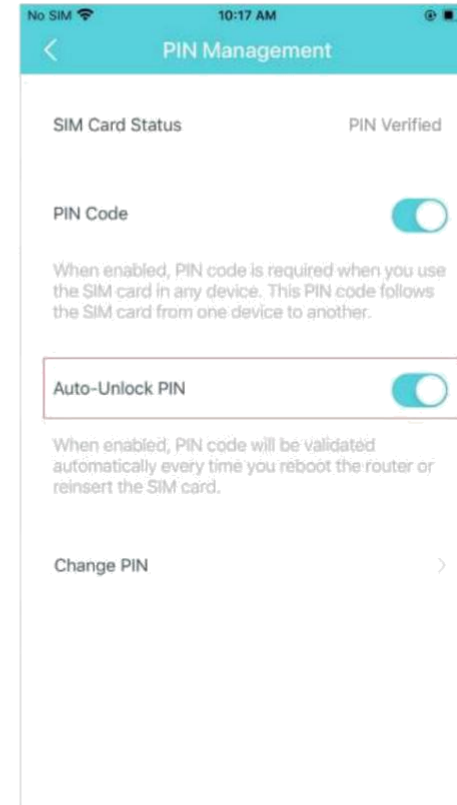 No SIM 10:17 AM
PIN Management
SIM Card Status PIN Verified
PIN Code
When enabled, PIN code is required when you use
the SIM card in any device. This PIN code follows
the SIM card from one device to another.
Auto-Unlock PIN
When enabled, PIN code will be validated
automatically every time you reboot the router or
reinsert the SIM card.
Change PIN